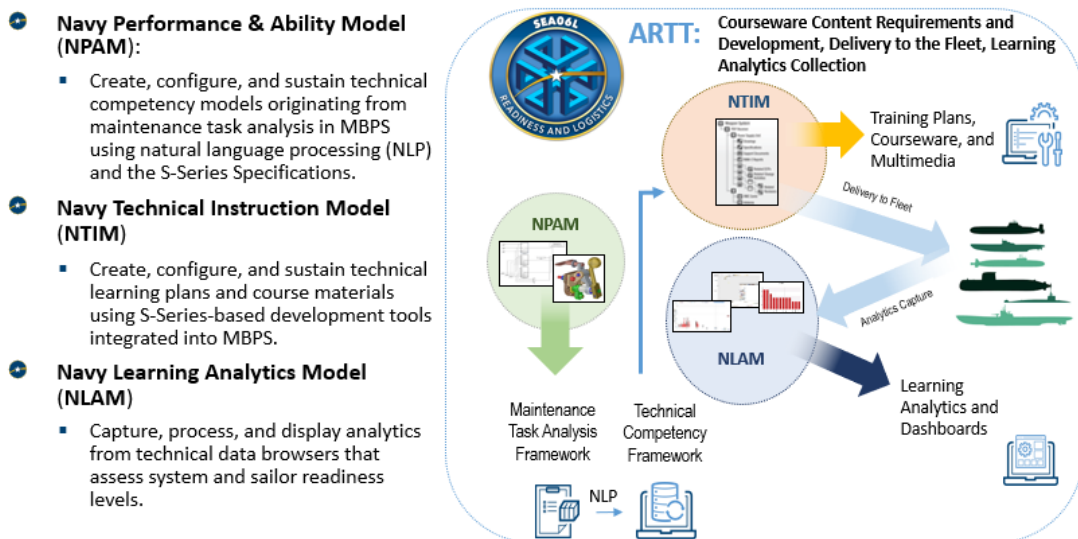 Navy Performance & Ability Model
(NPAM):
Create, configure, and sustain technical
competency models originating from
maintenance task analysis in MBPS
using natural language processing (NLP)
and the S-Series Specifications.
Navy Technical Instruction Model
(NTIM)
Create, configure, and sustain technical
learning plans and course materials
using S-Series-based development tools
integrated into MBPS.
Navy Learning Analytics Model
(NLAM)
Capture, process, and display analytics
from technical data browsers that
assess system and sailor readiness
levels.
SEA06L
READINESS AND LOGISTICS
ARTT:
Courseware Content Requirements and
Development, Delivery to the Fleet, Learning
Analytics Collection
NTIM
Training Plans,
Courseware, and
Multimedia
Delivery to Fleet
NPAM
Analytics Capture
NLAM
Learning
Analytics and
Dashboards
Maintenance
Task Analysis
Framework
Technical
Competency
Framework
NLP